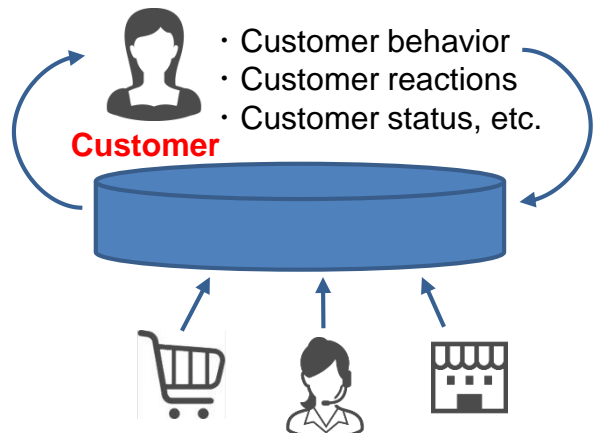 ・Customer behavior
・Customer reactions
・Customer status, etc.
Customer